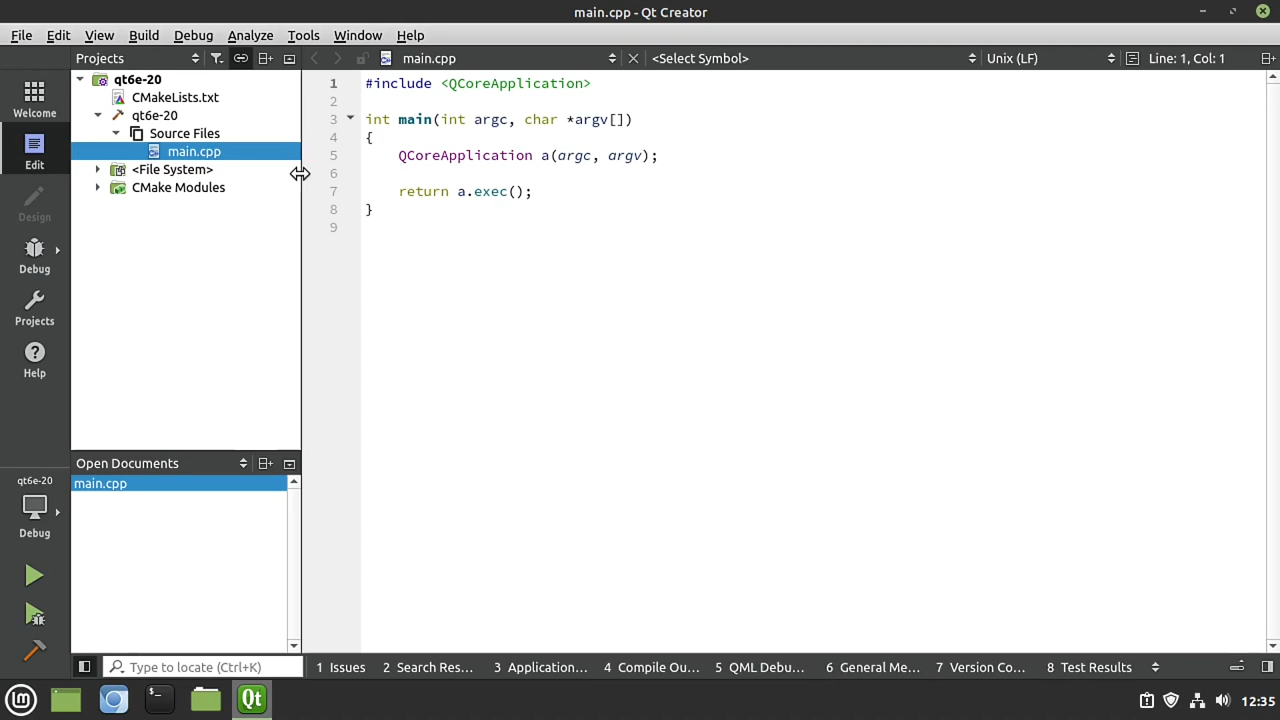 main.cpp - Qt Creator
File Edit View Build Debug Analyze Tools Window Help
Projects
main.cpp
<Select Symbol>
Unix (LF)
Line: 1, Col: 1
Welcome
Edit
Design
Debug
Projects
Help
qt6e-20
Debug
qt6e-20
CMakeLists.txt
qt6e-20
Source Files
main.cpp
<File System>
CMake Modules
Open Documents
main.cpp
1 #include <QCoreApplication>
2
3 int main(int argc, char *argv[])
4 {
5     QCoreApplication a(argc, argv);
6
7     return a.exec();
8 }
9
Type to locate (Ctrl+K)
1 Issues 2 Search Res... 3 Application... 4 Compile Ou... 5 QML Debu... 6 General Me... 7 Version Co... 8 Test Results
Qt
12:35